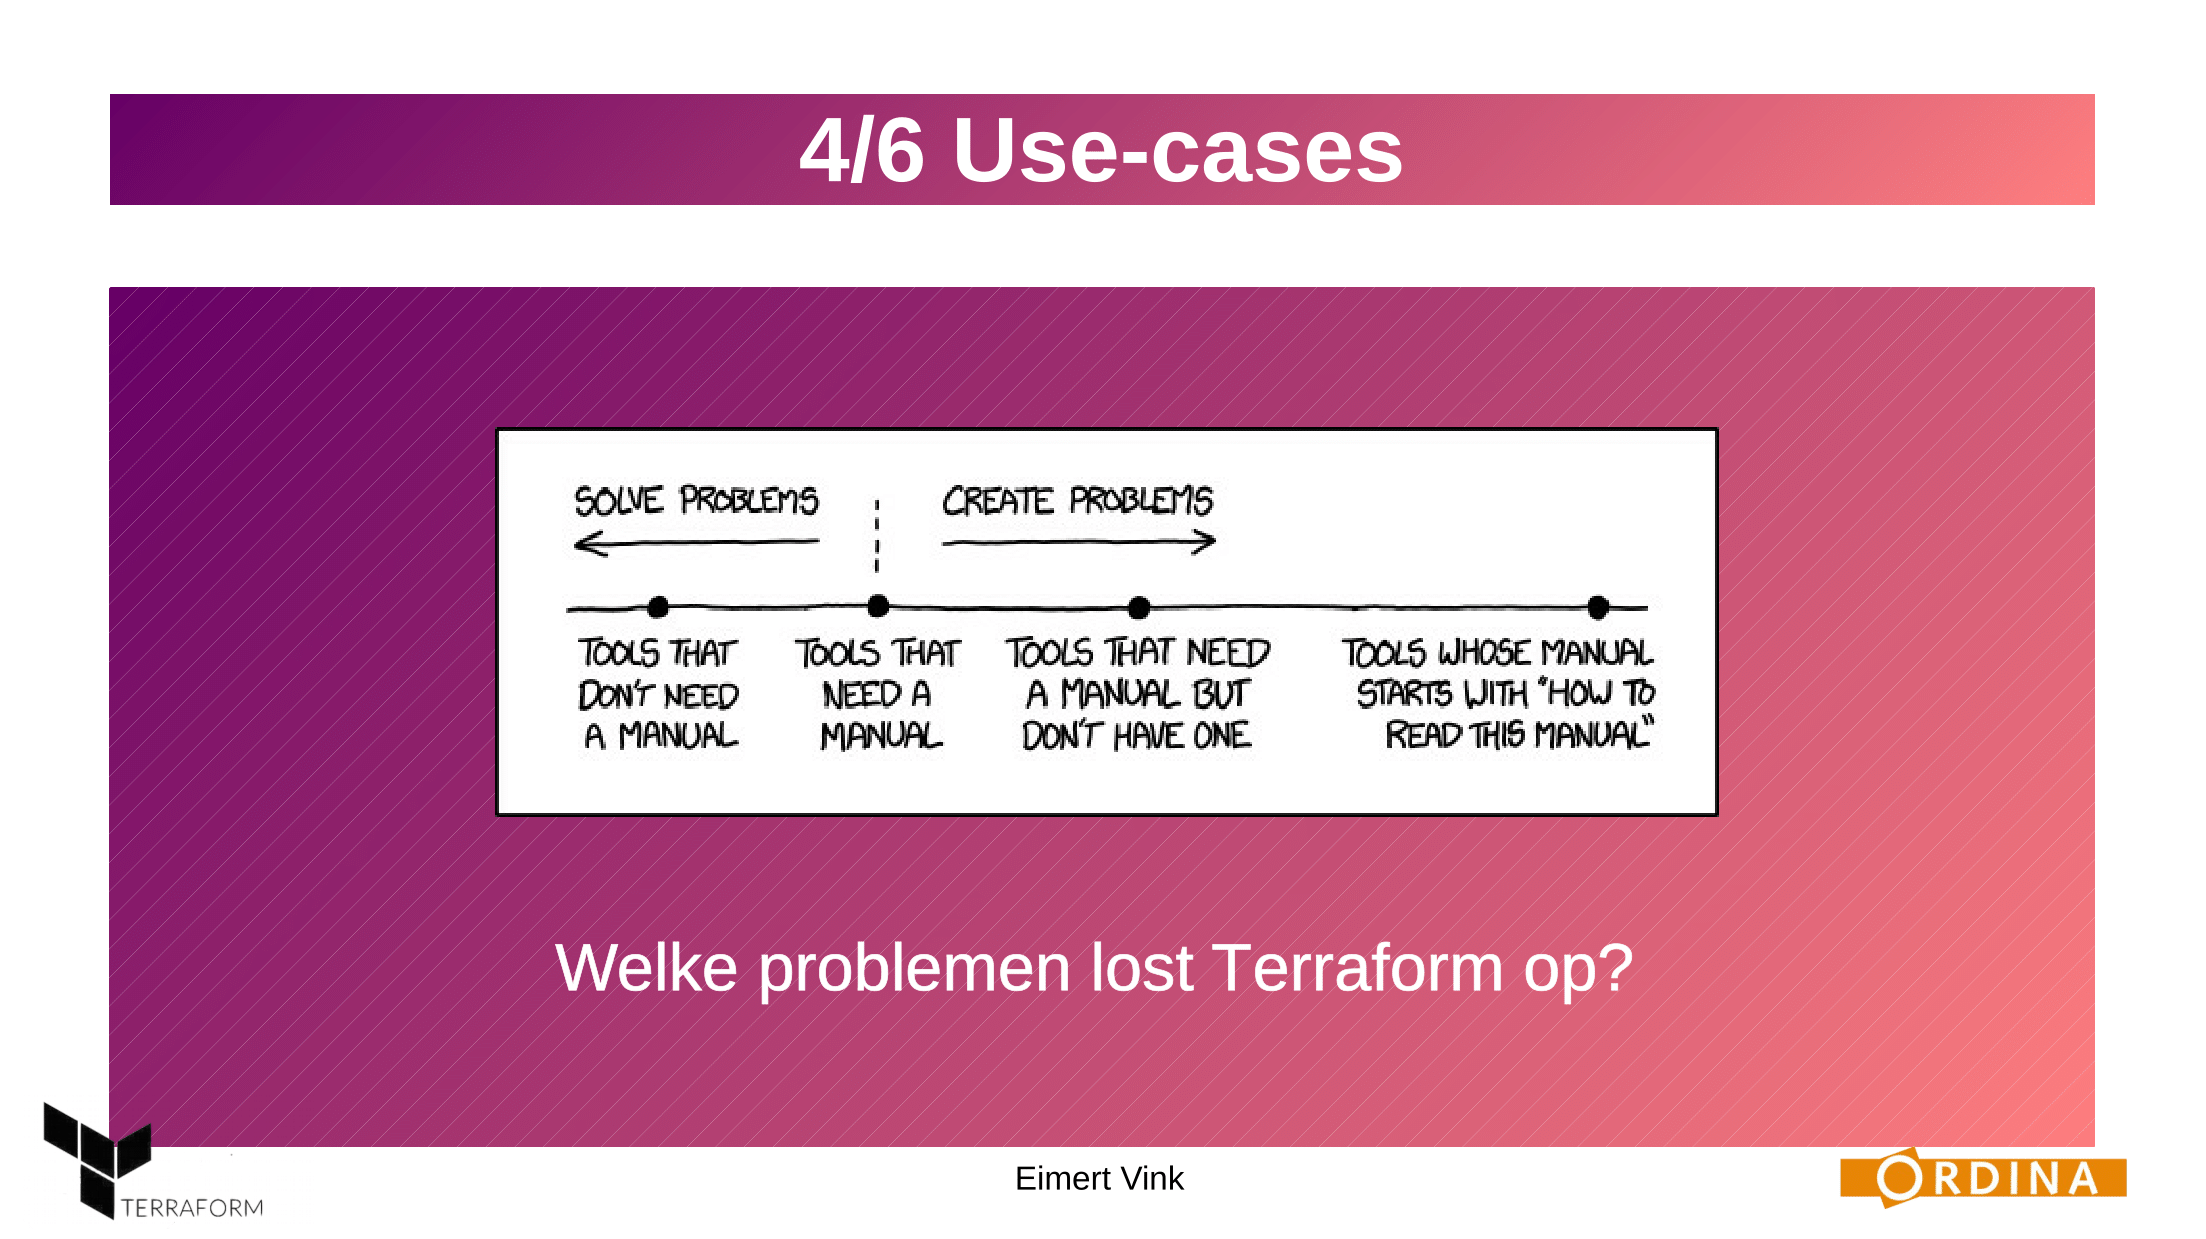 4/6 Use-cases
SOLVE PROBLEMS
CREATE PROBLEMS
TOOLS THAT
DON'T NEED
A MANUAL
TOOLS THAT
NEED A
MANUAL
TOOLS THAT NEED
A MANUAL BUT
DON'T HAVE ONE
TOOLS WHOSE MANUAL
STARTS WITH "HOW TO
READ THIS MANUAL"
Welke problemen lost Terraform op?
TERRAFORM
Eimert Vink
ORDINA